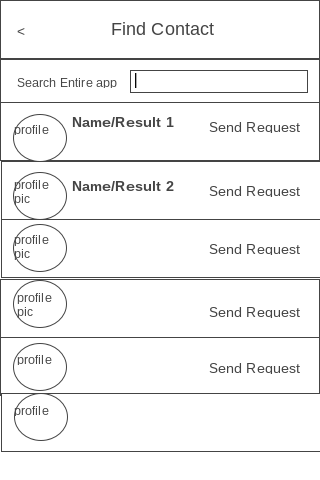 < Find Contact
Search Entire app
profile Name/Result 1 Send Request
profile
pic Name/Result 2 Send Request
profile
pic Send Request
profile
pic Send Request
profile Send Request
profile